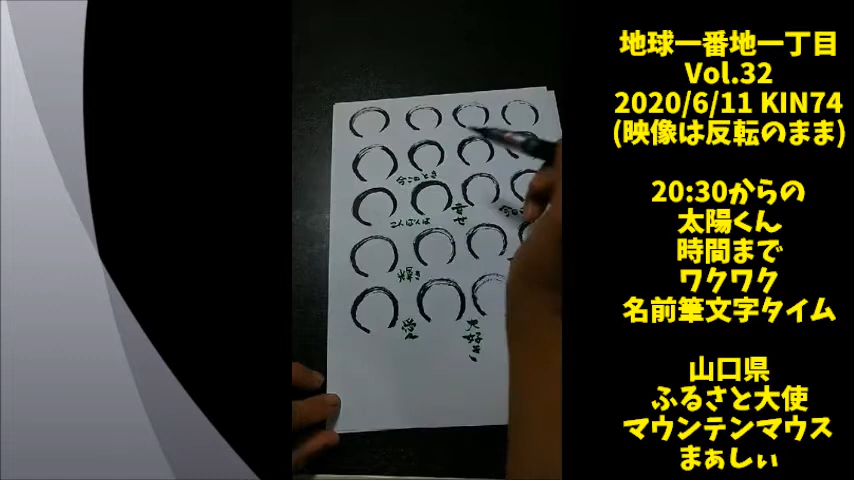 地球一番地一丁目
Vol.32
2020/6/11 KIN74
(映像は反転のまま)
20:30からの
太陽くん
時間まで
ワクワク
名前筆文字タイム
山口県
ふるさと大使
マウンテンマウス
まぁしぃ
今このとき
こんばんは
幸せ
輝き
愛
大好き